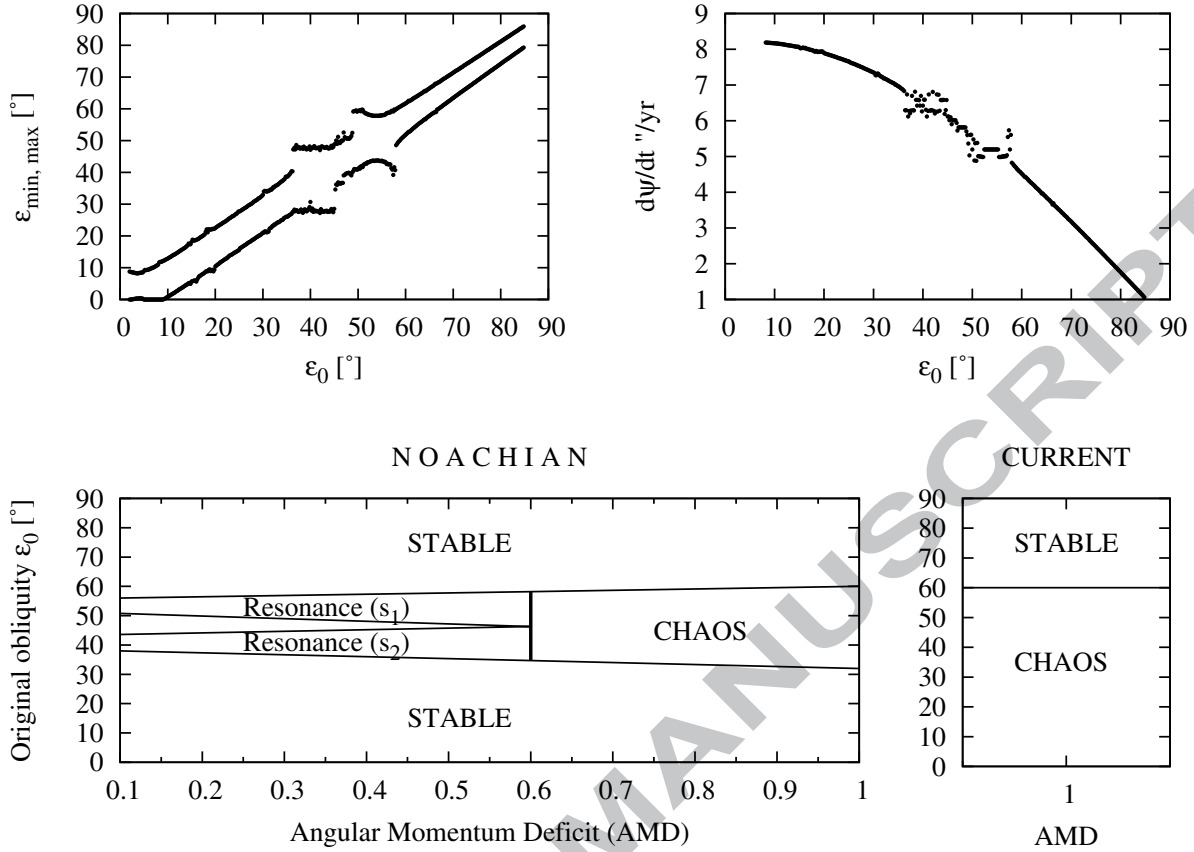 90
80
70
60
50
40
30
20
10
0
ε_min, max [°]
0 10 20 30 40 50 60 70 80 90
ε_0 [°]
9
8
7
6
5
4
3
2
1
dψ/dt "/yr
0 10 20 30 40 50 60 70 80 90
ε_0 [°]
NOACHIAN
90
80
70
60
50
40
30
20
10
0
Original obliquity ε_0 [°]
STABLE
Resonance (s_1)
Resonance (s_2)
CHAOS
STABLE
0.1 0.2 0.3 0.4 0.5 0.6 0.7 0.8 0.9 1
Angular Momentum Deficit (AMD)
CURRENT
90
80
70
60
50
40
30
20
10
0
STABLE
CHAOS
1
AMD
MANUSCRIPT